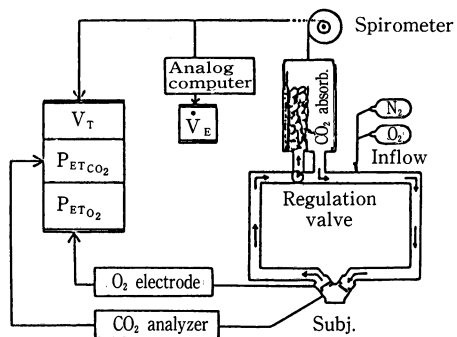 Spirometer
Analog
computer
V̇E
CO₂ absorb.
N₂
O₂
Inflow
VT
PETCO₂
PETO₂
Regulation
valve
O₂ electrode
CO₂ analyzer
Subj.